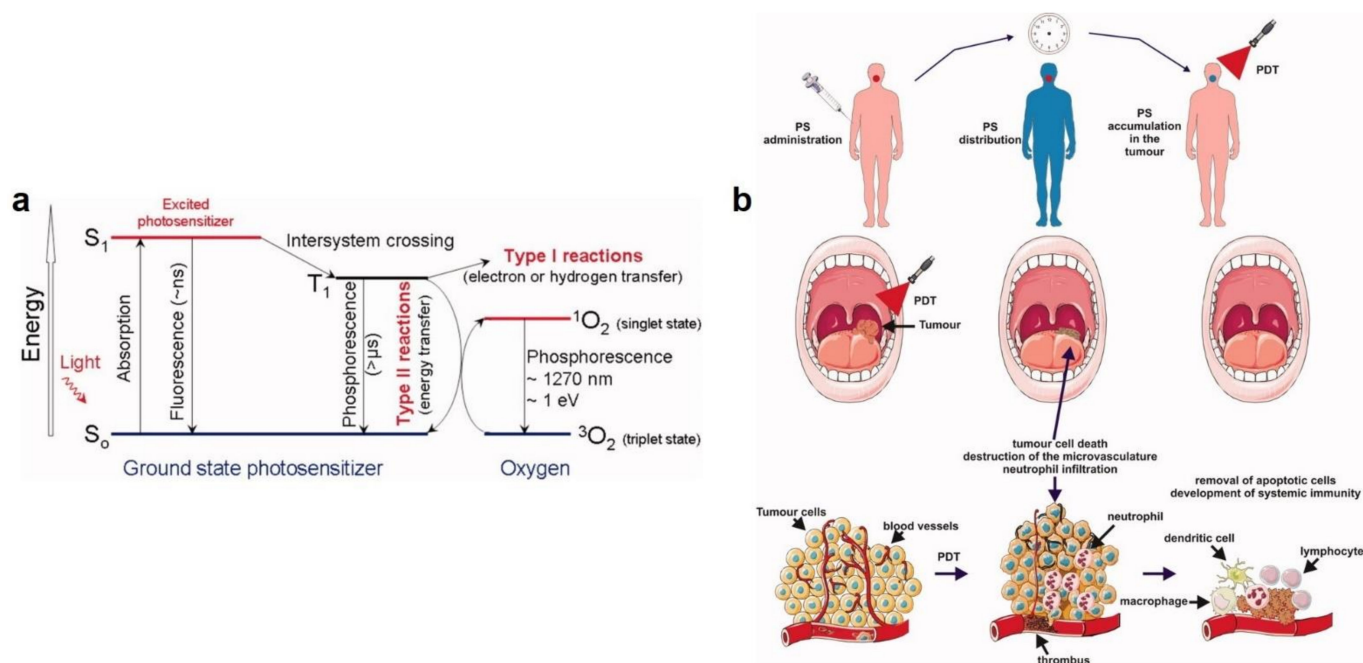 a
Energy
Light
S1
So
Excited
photosensitizer
Absorption
Fluorescence (~ns)
Intersystem crossing
T1
Phosphorescence
(>µs)
Type II reactions
(energy transfer)
Type I reactions
(electron or hydrogen transfer)
1O2 (singlet state)
Phosphorescence
~ 1270 nm
~ 1 eV
3O2 (triplet state)
Ground state photosensitizer
Oxygen
b
PS
administration
PS
distribution
PS
accumulation
in the
tumour
PDT
PDT
Tumour
tumour cell death
destruction of the microvasculature
neutrophil infiltration
removal of apoptotic cells
development of systemic immunity
Tumour cells
blood vessels
PDT
neutrophil
thrombus
dendritic cell
lymphocyte
macrophage